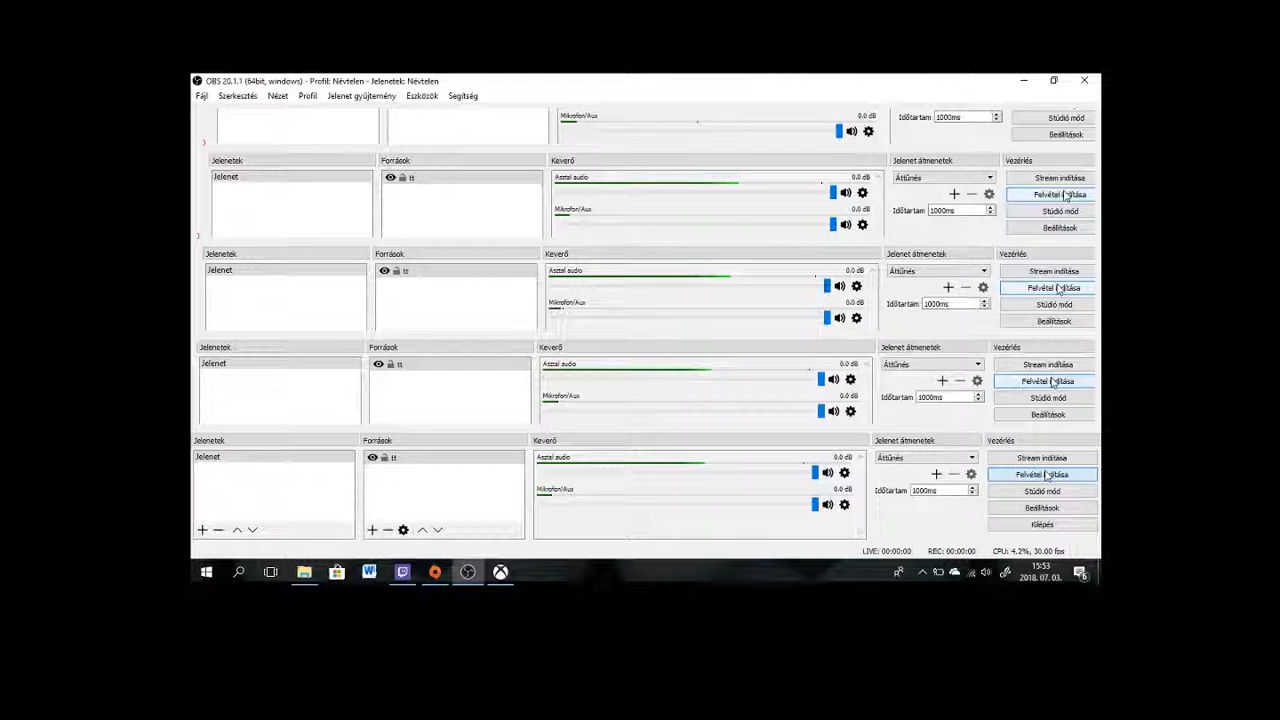 OBS 20.1.1 (64bit, windows) - Profil: Névtelen - Jelenetek: Névtelen
Fájl Szerkesztés Nézet Profil Jelenet gyűjtemény Eszközök Segítség
Mikrofon/Aux 0.0 dB Időtartam 1000ms Stúdió mód
Beállítások
Jelenetek Források Keverő Jelenet átmenetek Vezérlés
Jelenet tt Asztal audio 0.0 dB Áttűnés Stream indítása
Felvétel indítása
Mikrofon/Aux 0.0 dB Időtartam 1000ms Stúdió mód
Beállítások
Jelenetek Források Keverő Jelenet átmenetek Vezérlés
Jelenet tt Asztal audio 0.0 dB Áttűnés Stream indítása
Felvétel indítása
Mikrofon/Aux 0.0 dB Időtartam 1000ms Stúdió mód
Beállítások
Jelenetek Források Keverő Jelenet átmenetek Vezérlés
Jelenet tt Asztal audio 0.0 dB Áttűnés Stream indítása
Felvétel indítása
Mikrofon/Aux 0.0 dB Időtartam 1000ms Stúdió mód
Beállítások
Jelenetek Források Keverő Jelenet átmenetek Vezérlés
Jelenet tt Asztal audio 0.0 dB Áttűnés Stream indítása
Felvétel indítása
Mikrofon/Aux 0.0 dB Időtartam 1000ms Stúdió mód
Beállítások
Kilépés
LIVE: 00:00:00 REC: 00:00:00 CPU: 4.2%, 30.00 fps
15:53
2018. 07. 03.
6